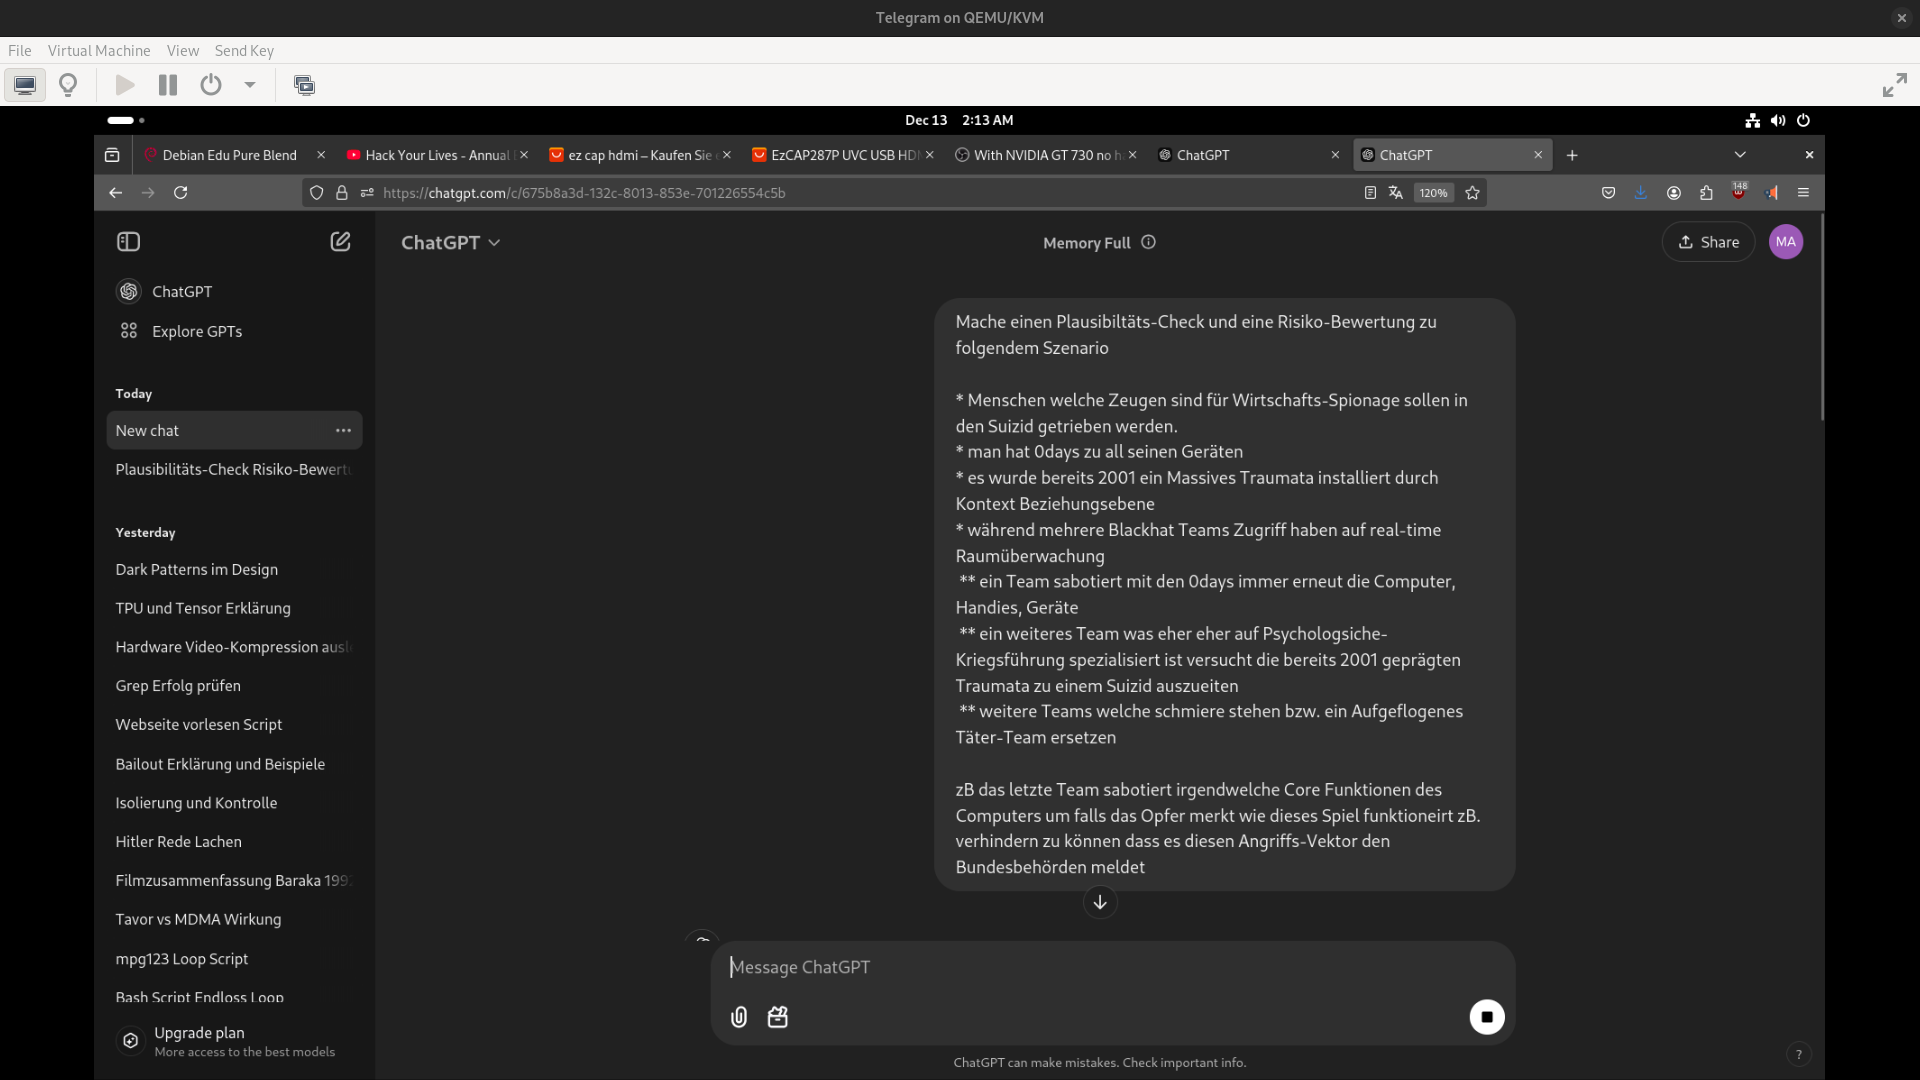 Telegram on QEMU/KVM
File Virtual Machine View Send Key
Dec 13 2:13 AM
Debian Edu Pure Blend
Hack Your Lives - Annual
ez cap hdmi – Kaufen Sie
EzCAP287P UVC USB HD
With NVIDIA GT 730 no h
ChatGPT
ChatGPT
https://chatgpt.com/c/675b8a3d-132c-8013-853e-701226554c5b
120%
148
ChatGPT
Memory Full
Share
MA
ChatGPT
Explore GPTs
Today
New chat
Plausibilitäts-Check Risiko-Bewert
Yesterday
Dark Patterns im Design
TPU und Tensor Erklärung
Hardware Video-Kompression ausl
Grep Erfolg prüfen
Webseite vorlesen Script
Bailout Erklärung und Beispiele
Isolierung und Kontrolle
Hitler Rede Lachen
Filmzusammenfassung Baraka 1992
Tavor vs MDMA Wirkung
mpg123 Loop Script
Bash Script Endless Loop
Upgrade plan
More access to the best models
Mache einen Plausibiltäts-Check und eine Risiko-Bewertung zu
folgendem Szenario
* Menschen welche Zeugen sind für Wirtschafts-Spionage sollen in
den Suizid getrieben werden.
* man hat 0days zu all seinen Geräten
* es wurde bereits 2001 ein Massives Traumata installiert durch
Kontext Beziehungsebene
* während mehrere Blackhat Teams Zugriff haben auf real-time
Raumüberwachung
** ein Team sabotiert mit den 0days immer erneut die Computer,
Handies, Geräte
** ein weiteres Team was eher eher auf Psychologsiche-
Kriegsführung spezialisiert ist versucht die bereits 2001 geprägten
Traumata zu einem Suizid auszueiten
** weitere Teams welche schmiere stehen bzw. ein Aufgeflogenes
Täter-Team ersetzen
zB das letzte Team sabotiert irgendwelche Core Funktionen des
Computers um falls das Opfer merkt wie dieses Spiel funktioneirt zB.
verhindern zu können dass es diesen Angriffs-Vektor den
Bundesbehörden meldet
Message ChatGPT
ChatGPT can make mistakes. Check important info.
?